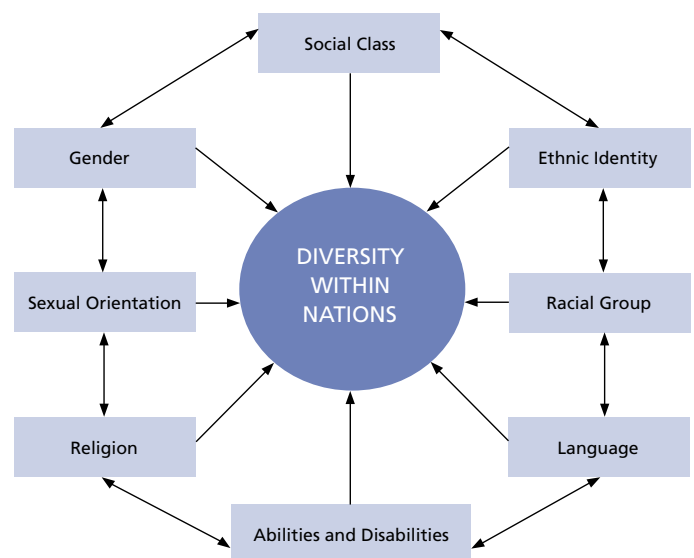 Social Class
Gender
Ethnic Identity
DIVERSITY
WITHIN
NATIONS
Sexual Orientation
Racial Group
Religion
Language
Abilities and Disabilities